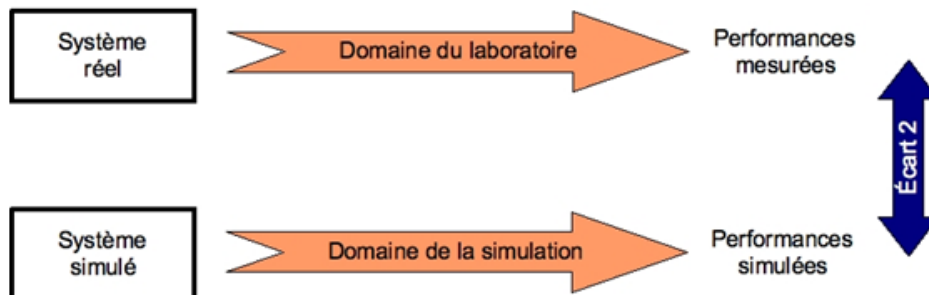 Système
réel
Domaine du laboratoire
Performances
mesurées
Écart 2
Système
simulé
Domaine de la simulation
Performances
simulées